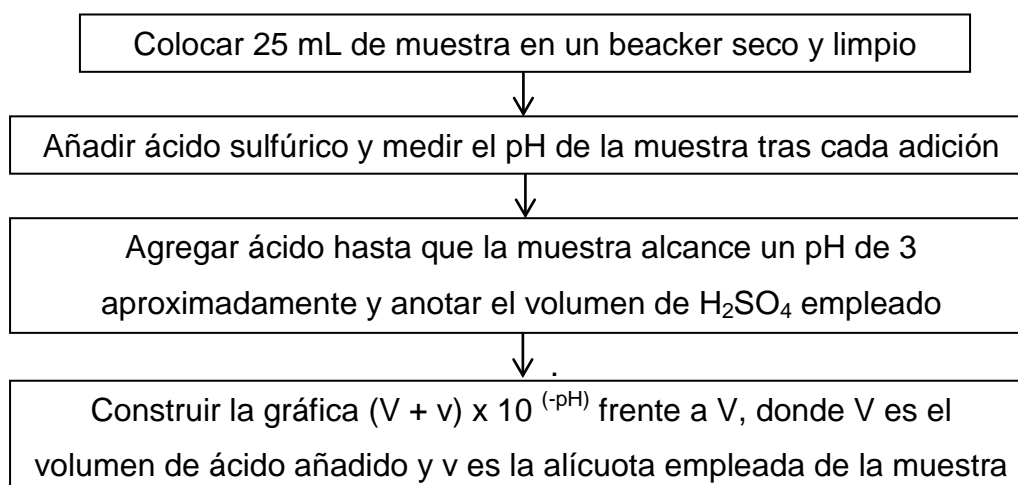 Colocar 25 mL de muestra en un beacker seco y limpio
Añadir ácido sulfúrico y medir el pH de la muestra tras cada adición
Agregar ácido hasta que la muestra alcance un pH de 3
aproximadamente y anotar el volumen de H₂SO₄ empleado
.
Construir la gráfica (V + v) x 10 ⁽⁻ᵖᴴ⁾ frente a V, donde V es el
volumen de ácido añadido y v es la alícuota empleada de la muestra